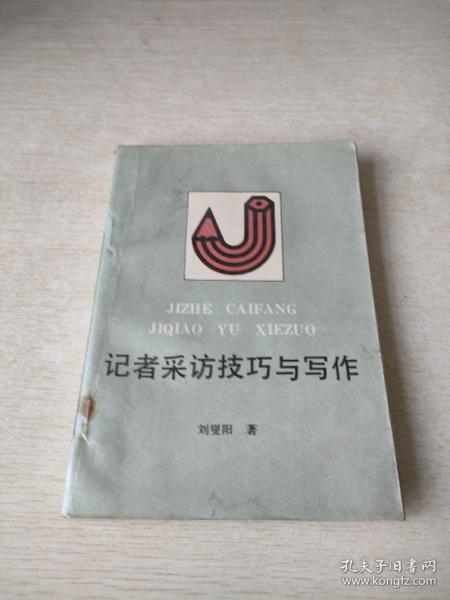 JIZHE CAIFANG
JIQIAO YU XIEZUO
记者采访技巧与写作
刘燮阳 著
孔夫子旧书网
www.kongfz.com